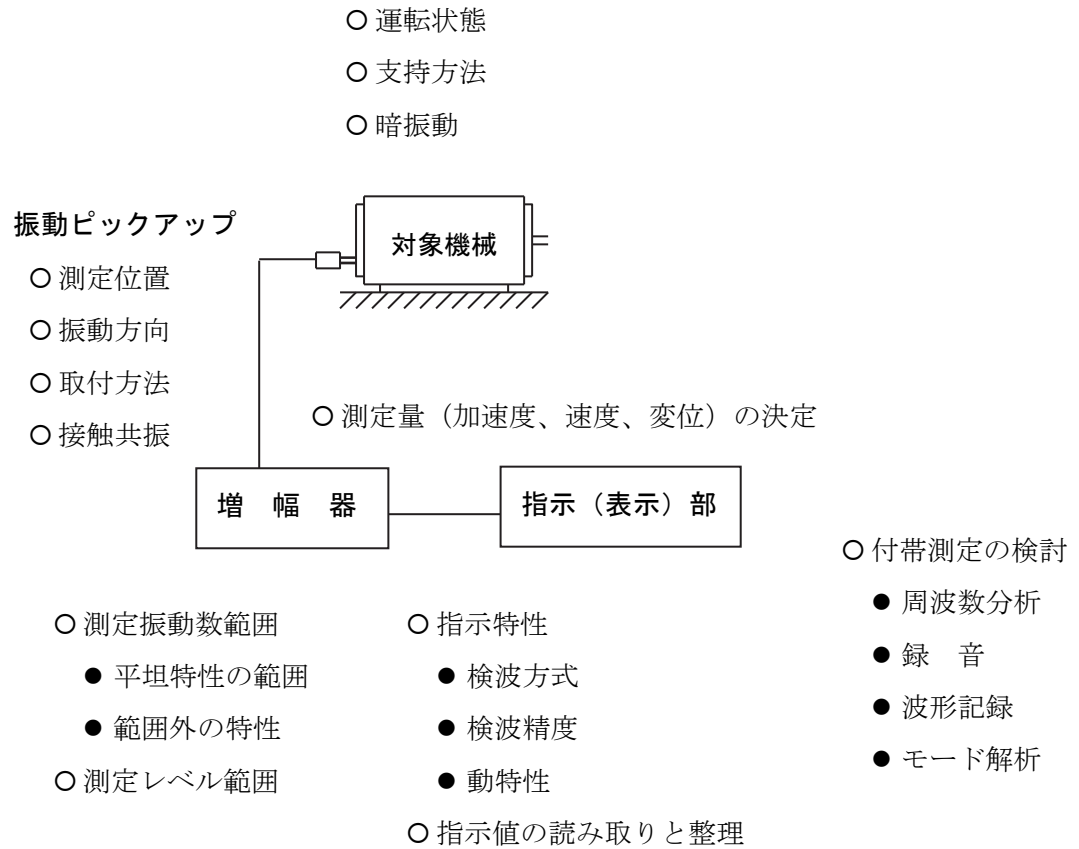 ○ 運転状態
○ 支持方法
○ 暗振動
対象機械
振動ピックアップ
○ 測定位置
○ 振動方向
○ 取付方法
○ 接触共振
○ 測定量（加速度、速度、変位）の決定
増　幅　器
指示（表示）部
○ 測定振動数範囲
● 平坦特性の範囲
● 範囲外の特性
○ 測定レベル範囲
○ 指示特性
● 検波方式
● 検波精度
● 動特性
○ 指示値の読み取りと整理
○ 付帯測定の検討
● 周波数分析
● 録　音
● 波形記録
● モード解析